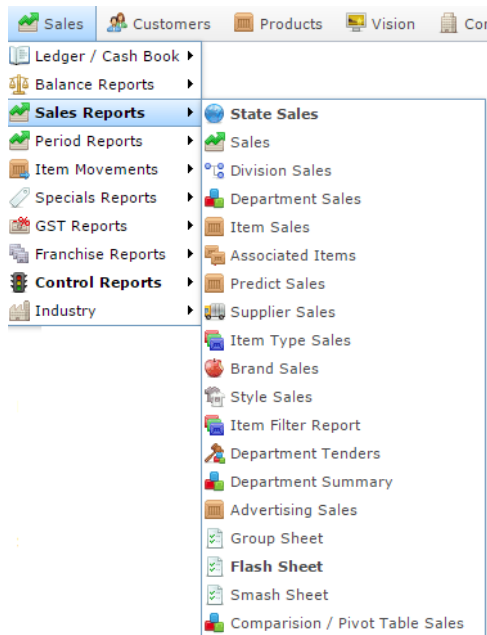 Sales Customers Products Vision Co
Ledger / Cash Book
Balance Reports
Sales Reports
Period Reports
Item Movements
Specials Reports
GST Reports
Franchise Reports
Control Reports
Industry
State Sales
Sales
Division Sales
Department Sales
Item Sales
Associated Items
Predict Sales
Supplier Sales
Item Type Sales
Brand Sales
Style Sales
Item Filter Report
Department Tenders
Department Summary
Advertising Sales
Group Sheet
Flash Sheet
Smash Sheet
Comparision / Pivot Table Sales